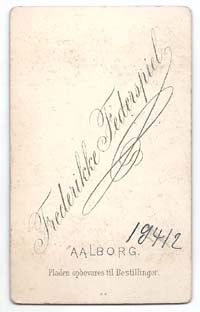 Frederikke Federspiel
19412
AALBORG.
Pladen opbevares til Bestillinger.